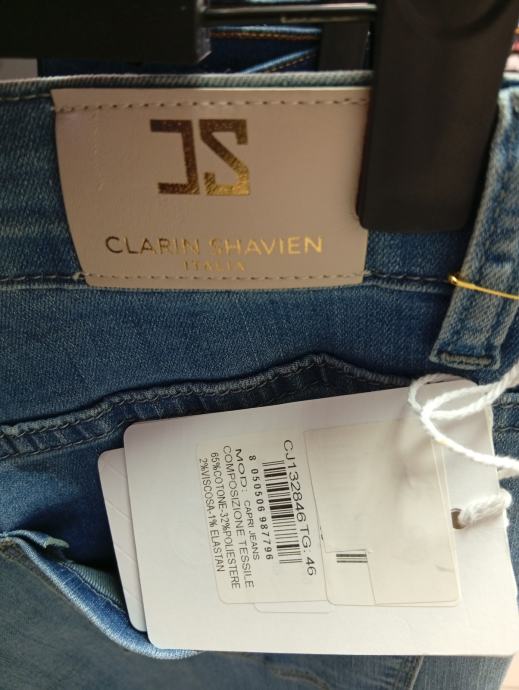 CLARIN SHAVIEN
ITALIA
CJ132846 TG. 46
8 050506 987796
MOD: CAPRI JEANS
COMPOSIZIONE TESSILE
65%COTONE-32%POLIESTERE
2%VISCOSA-1% ELASTAN